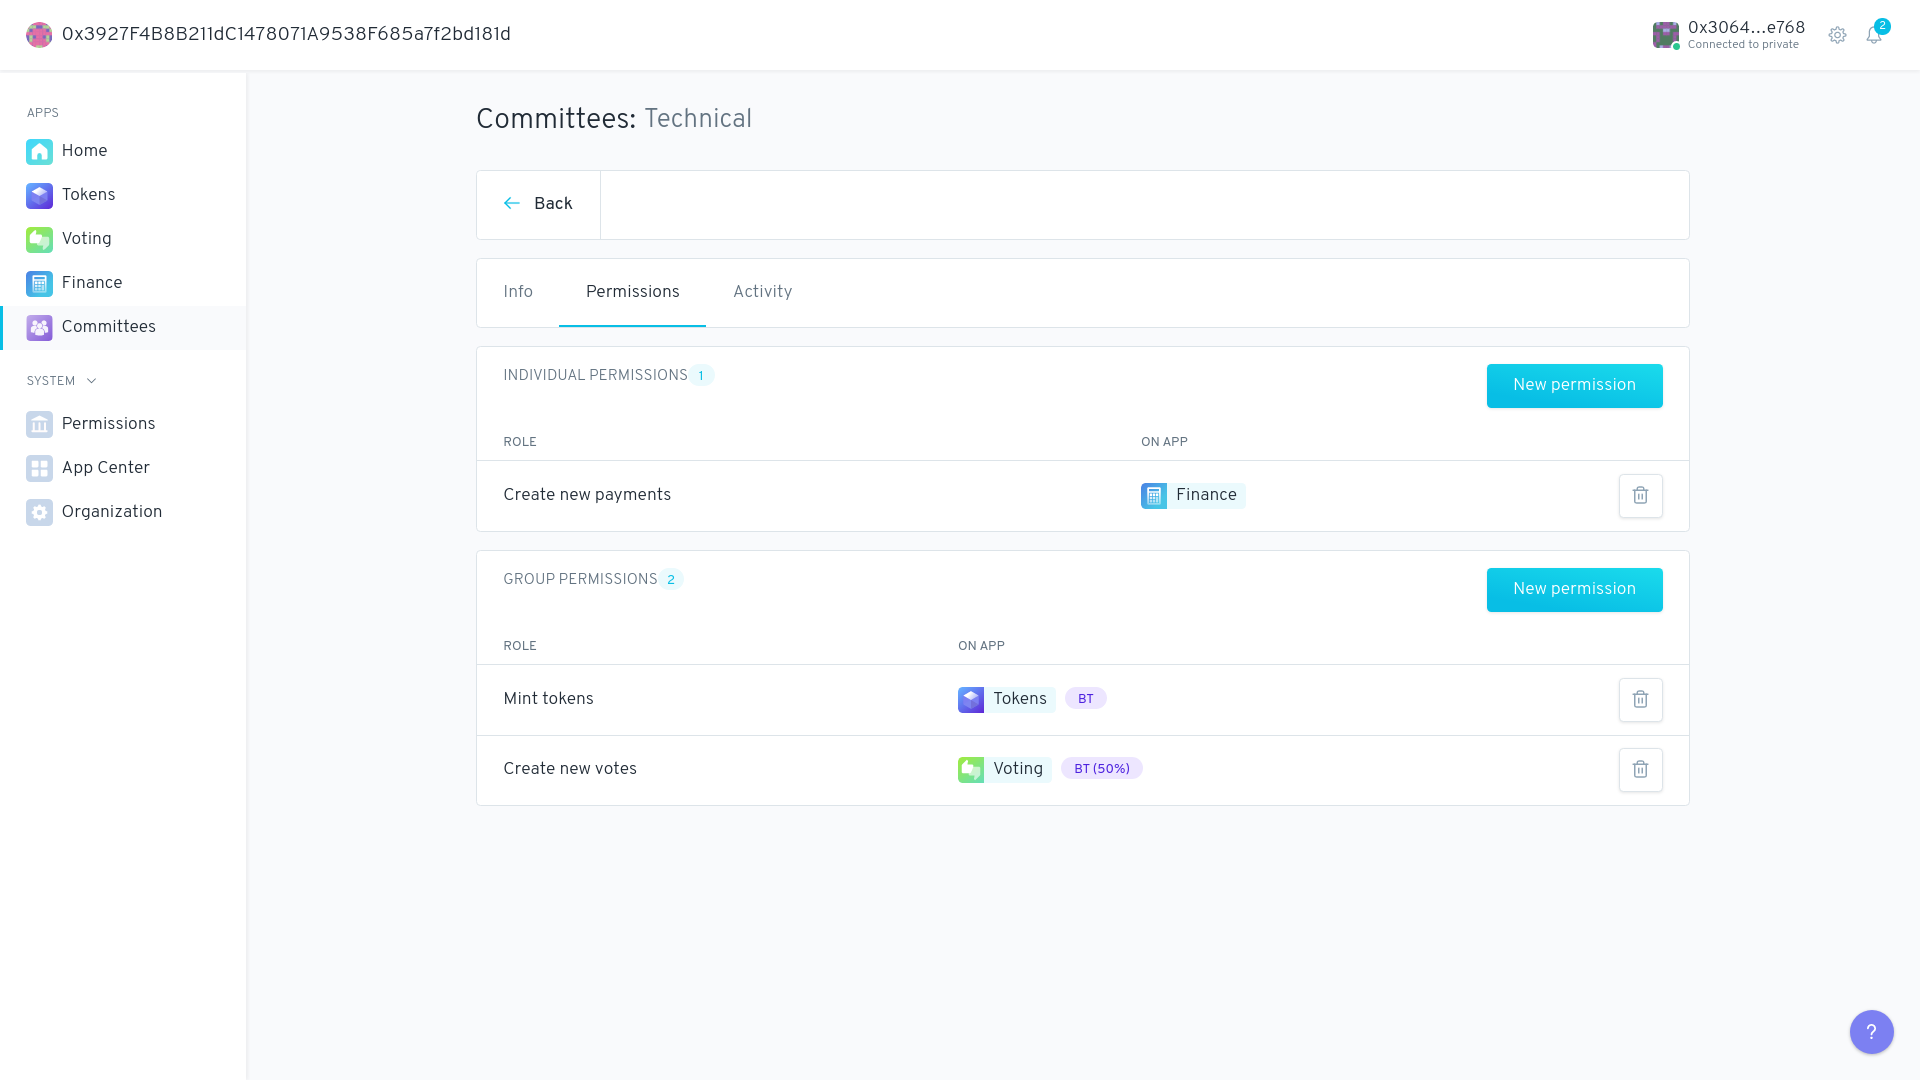 0x3927F4B8B211dC1478071A9538F685a7f2bd181d
0x3064...e768
Connected to private
2
APPS
Home
Tokens
Voting
Finance
Committees
SYSTEM
Permissions
App Center
Organization
Committees: Technical
Back
Info Permissions Activity
INDIVIDUAL PERMISSIONS 1
New permission
ROLE ON APP
Create new payments Finance
GROUP PERMISSIONS 2
New permission
ROLE ON APP
Mint tokens Tokens BT
Create new votes Voting BT (50%)
?